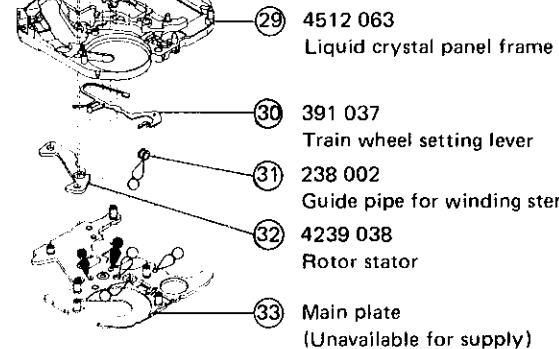 29 4512 063
Liquid crystal panel frame
30 391 037
Train wheel setting lever
31 238 002
Guide pipe for winding
32 4239 038
Rotor stator
33 Main plate
(Unavailable for supply)